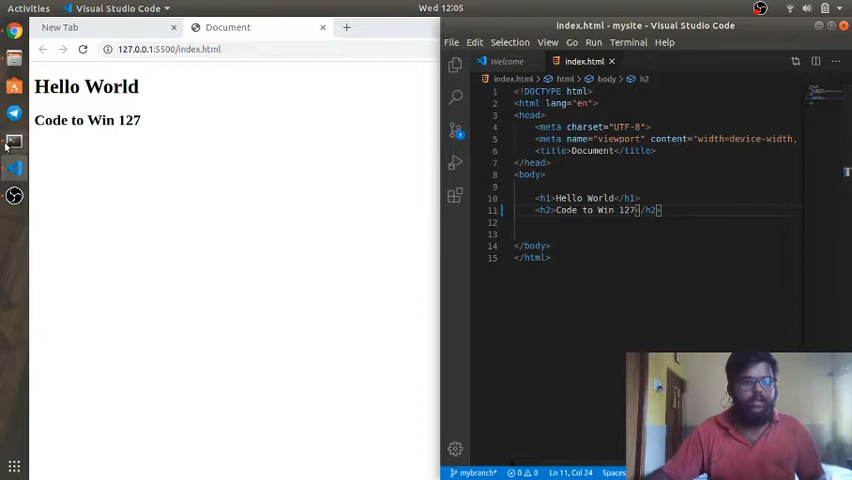 Activities
Visual Studio Code
Wed 12:05
New Tab
Document
127.0.0.1:5500/index.html
Hello World
Code to Win 127
index.html - mysite - Visual Studio Code
File Edit Selection View Go Run Terminal Help
Welcome
index.html
index.html > html > body > h2
1 <!DOCTYPE html>
2 <html lang="en">
3 <head>
4 <meta charset="UTF-8">
5 <meta name="viewport" content="width=device-width,
6 <title>Document</title>
7 </head>
8 <body>
9
10 <h1>Hello World</h1>
11 <h2>Code to Win 127</h2>
12
13
14 </body>
15 </html>
1
mybranch* 0 0 Ln 11, Col 24 Spaces